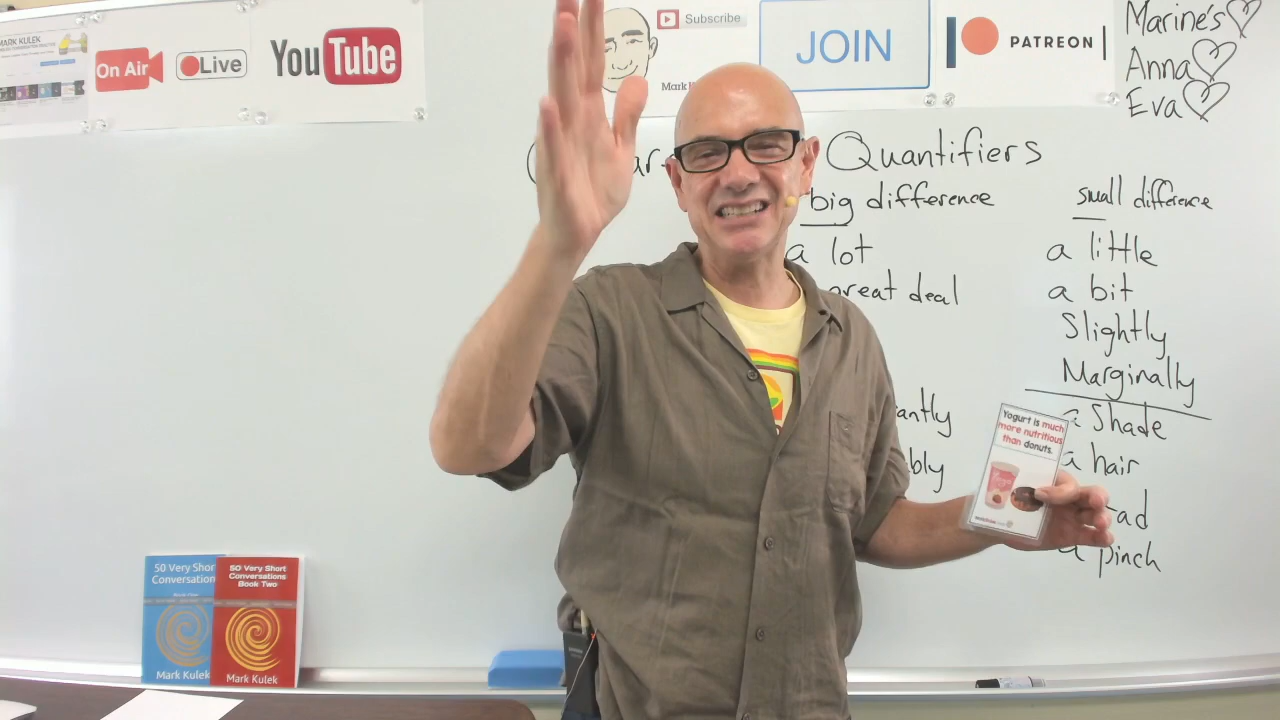 MARK KULEK
On Air
Live
YouTube
Subscribe
JOIN
PATREON
Marine's
Anna
Eva
Quantifiers
big difference
a lot
great deal
small difference
a little
a bit
Slightly
Marginally
a Shade
a hair
tad
a pinch
Yogurt is much
more nutritious
than donuts.
50 Very Short
Conversations
Mark Kulek
50 Very Short
Conversations
Book Two
Mark Kulek